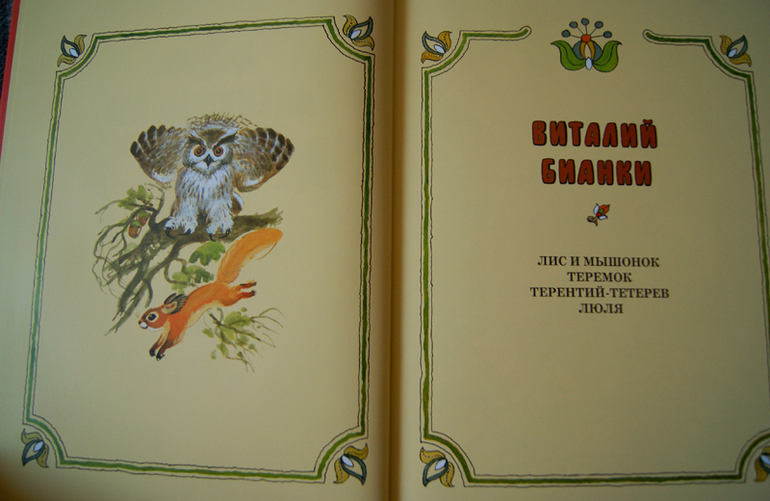 ВИТАЛИЙ
БИАНКИ
ЛИС И МЫШОНОК
ТЕРЕМОК
ТЕРЕНТИЙ-ТЕТЕРЕВ
ЛЮЛЯ